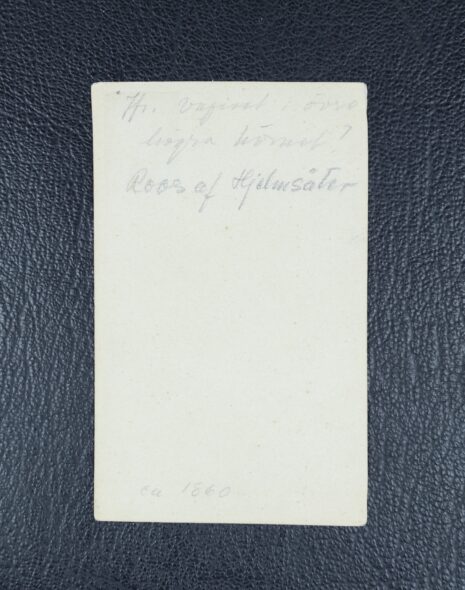 Hr. vapnet i övre
högra hörnet?
Roos af Hjelmsäter
ca 1860